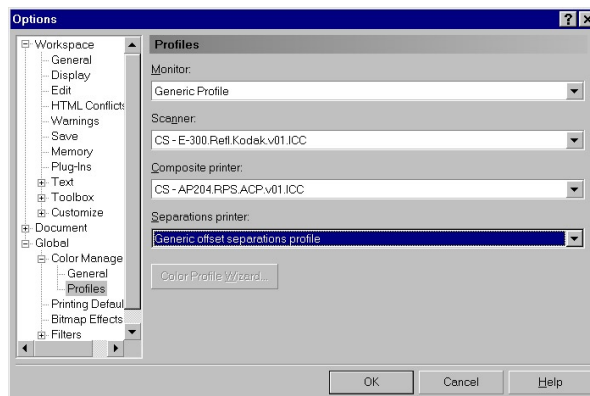 Options
Workspace
General
Display
Edit
HTML Conflicts
Warnings
Save
Memory
Plug-Ins
Text
Toolbox
Customize
Document
Global
Color Manage
General
Profiles
Printing Defaul
Bitmap Effects
Filters
Profiles
Monitor:
Generic Profile
Scanner:
CS - E-300.Refl.Kodak.v01.ICC
Composite printer:
CS - AP204.RPS.ACP.v01.ICC
Separations printer:
Generic offset separations profile
Color Profile Wizard...
OK
Cancel
Help